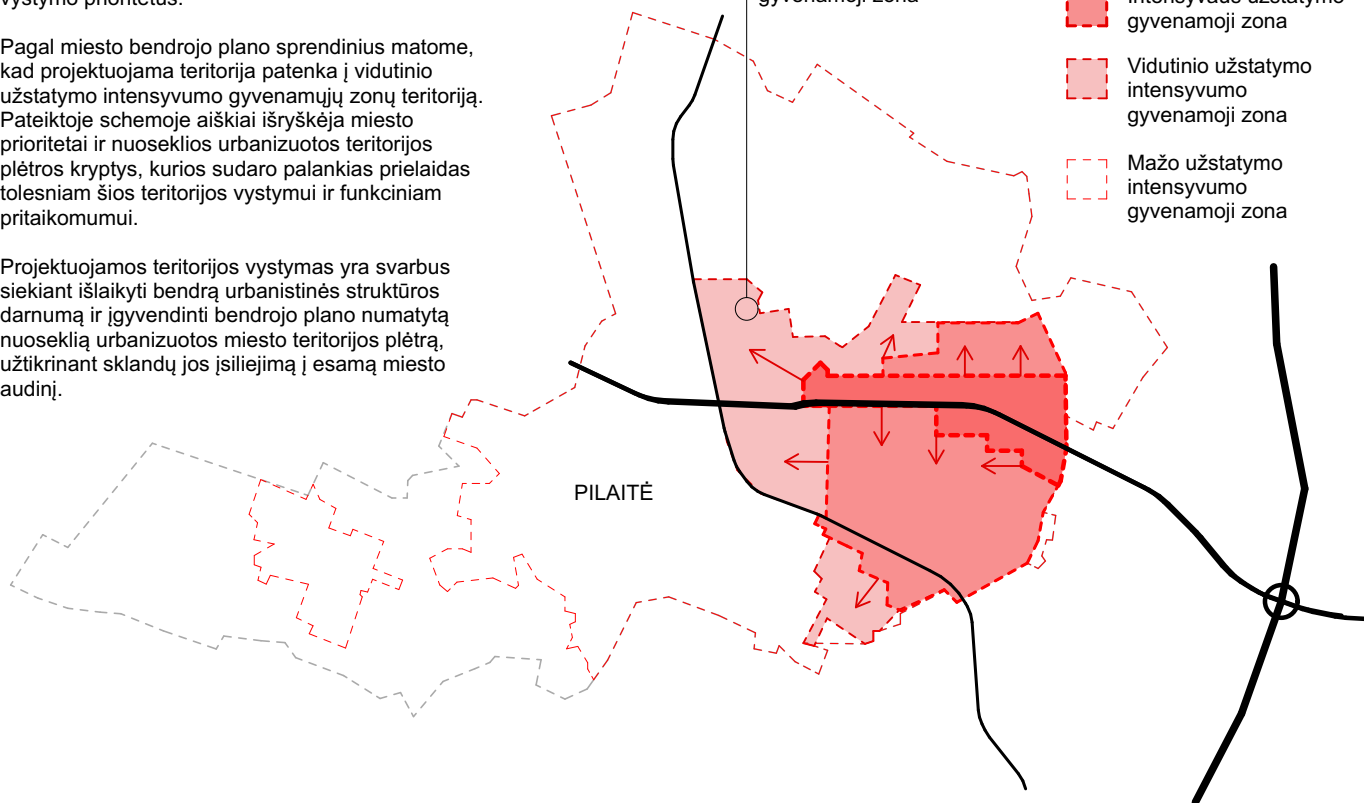 vystymo prioritetus.
Pagal miesto bendrojo plano sprendinius matome,
kad projektuojama teritorija patenka į vidutinio
užstatymo intensyvumo gyvenamųjų zonų teritoriją.
Pateiktoje schemoje aiškiai išryškėja miesto
prioritetai ir nuoseklios urbanizuotos teritorijos
plėtros kryptys, kurios sudaro palankias prielaidas
tolesniam šios teritorijos vystymui ir funkciniam
pritaikomumui.
Projektuojamos teritorijos vystymas yra svarbus
siekiant išlaikyti bendrą urbanistinės struktūros
darnumą ir įgyvendinti bendrojo plano numatytą
nuoseklią urbanizuotos miesto teritorijos plėtrą,
užtikrinant sklandų jos įsiliejimą į esamą miesto
audinį.
gyvenamoji zona
Intensyvaus užstatymo
gyvenamoji zona
Vidutinio užstatymo
intensyvumo
gyvenamoji zona
Mažo užstatymo
intensyvumo
gyvenamoji zona
PILAITĖ